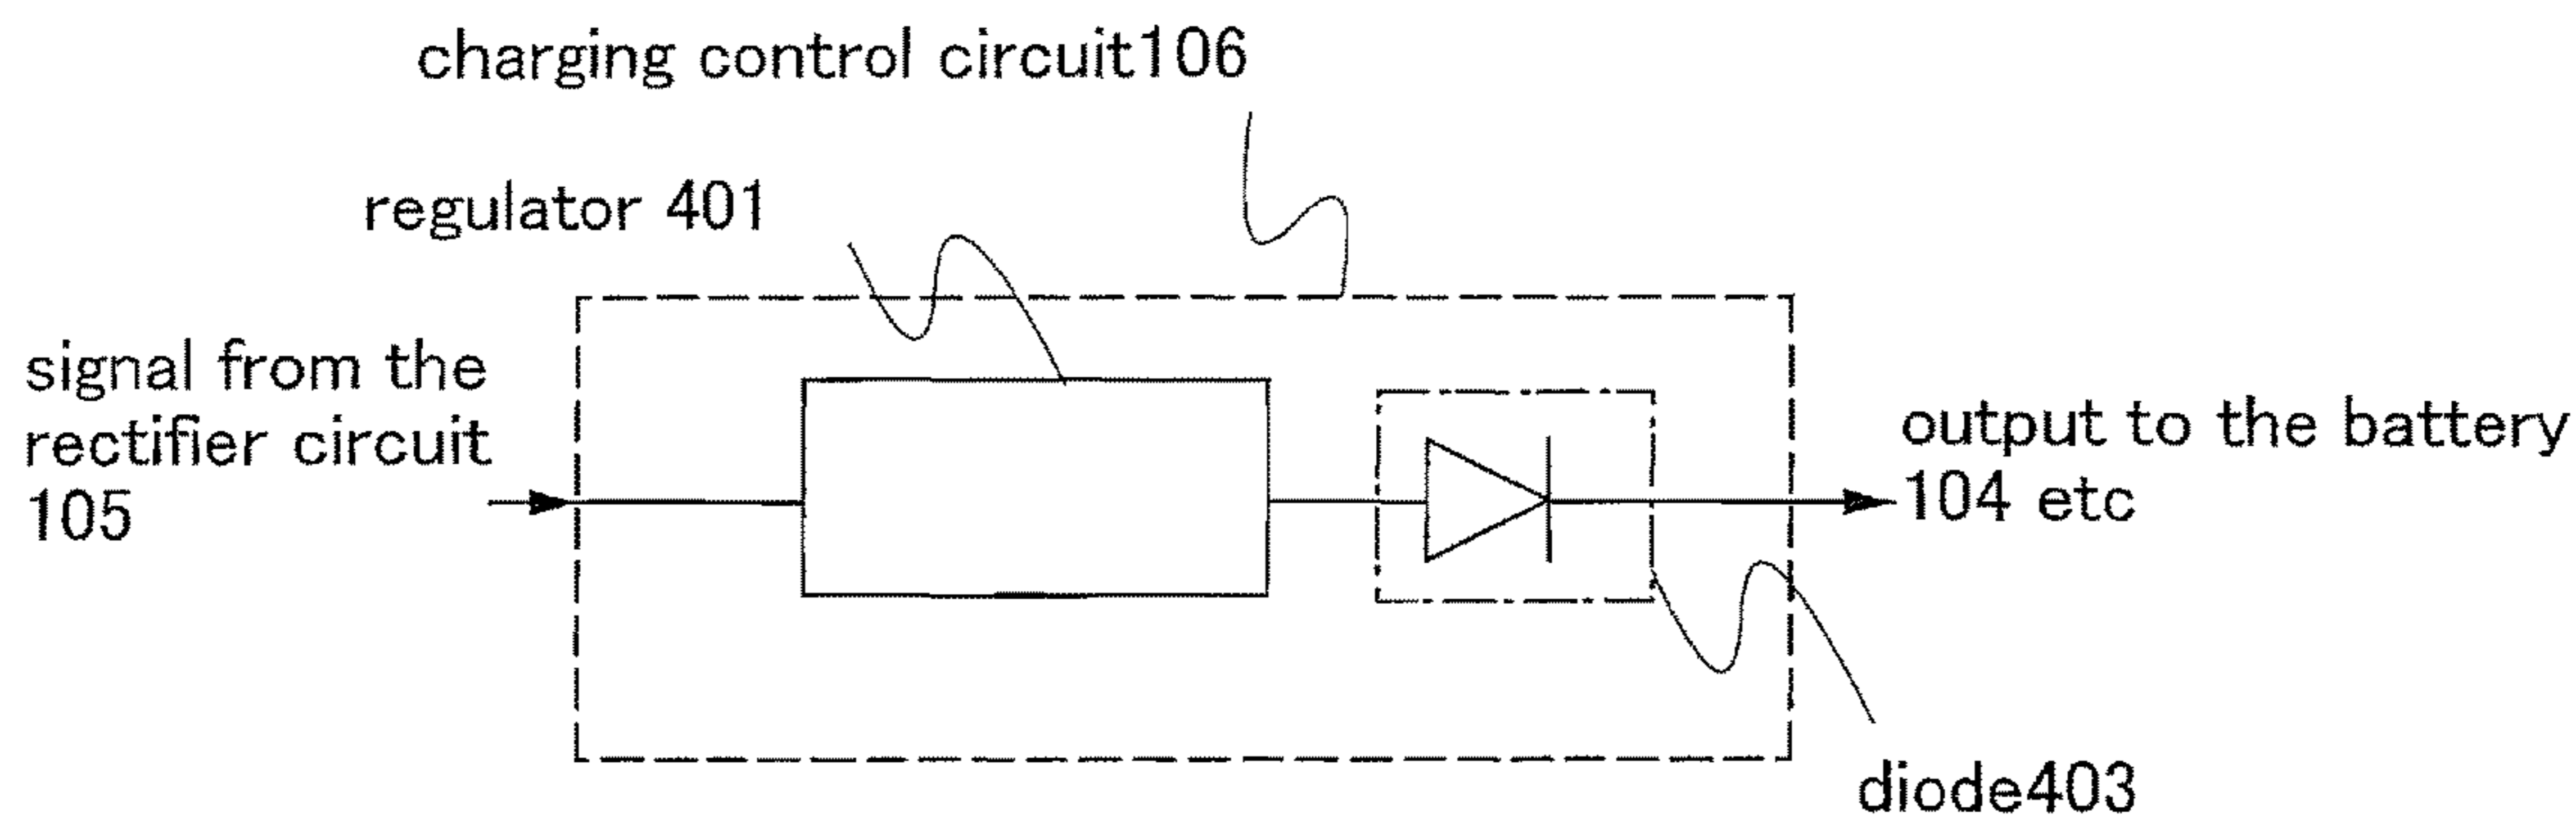 charging control circuit106
regulator 401
signal from the
rectifier circuit
105
output to the battery
104 etc
diode403